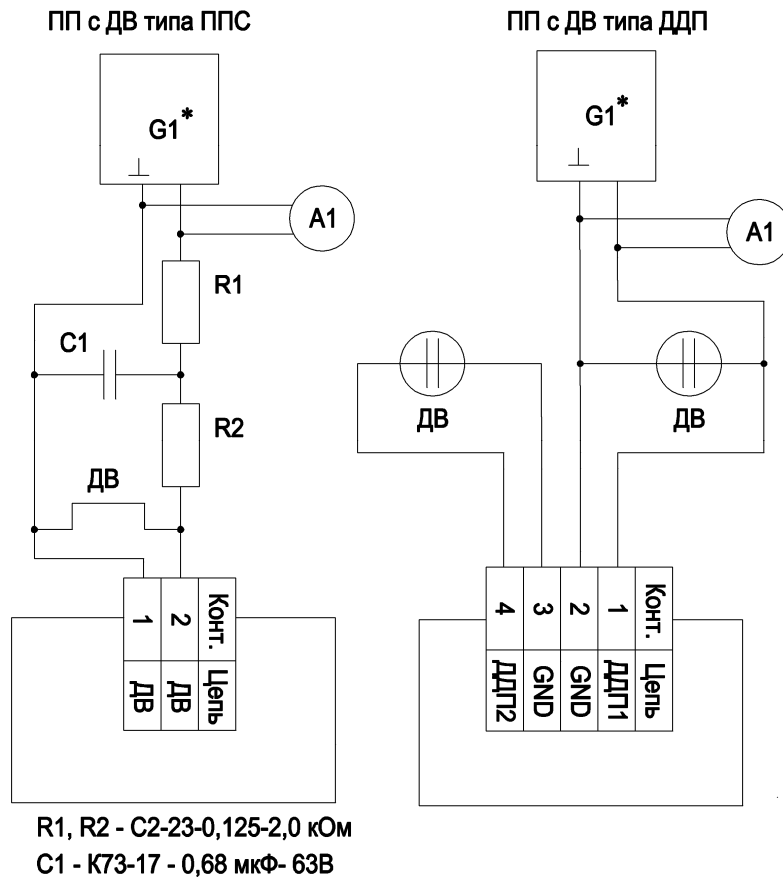 ПП с ДВ типа ППС
G1*
A1
R1
C1
R2
ДВ
Конт.
2
1
Цепь
ДВ
ДВ
R1, R2 - С2-23-0,125-2,0 кОм
С1 - К73-17 - 0,68 мкФ- 63В
ПП с ДВ типа ДДП
G1*
A1
ДВ
ДВ
4
3
2
1
Конт.
ДДП2
GND
GND
ДДП1
Цепь